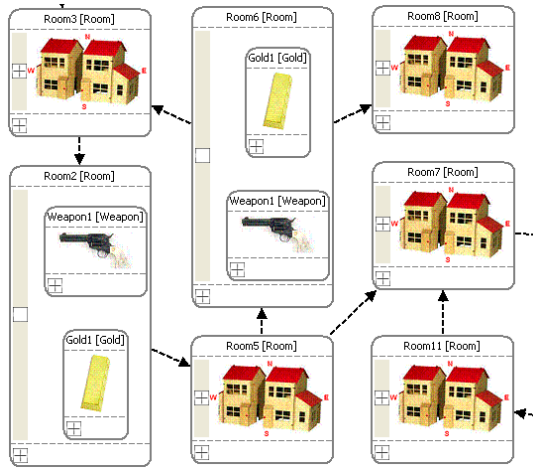 Room3 [Room]
N
W
E
S
Room6 [Room]
Gold1 [Gold]
Weapon1 [Weapon]
Room8 [Room]
N
W
E
S
Room2 [Room]
Weapon1 [Weapon]
Gold1 [Gold]
Room7 [Room]
N
W
E
S
Room5 [Room]
N
W
E
S
Room11 [Room]
N
W
E
S